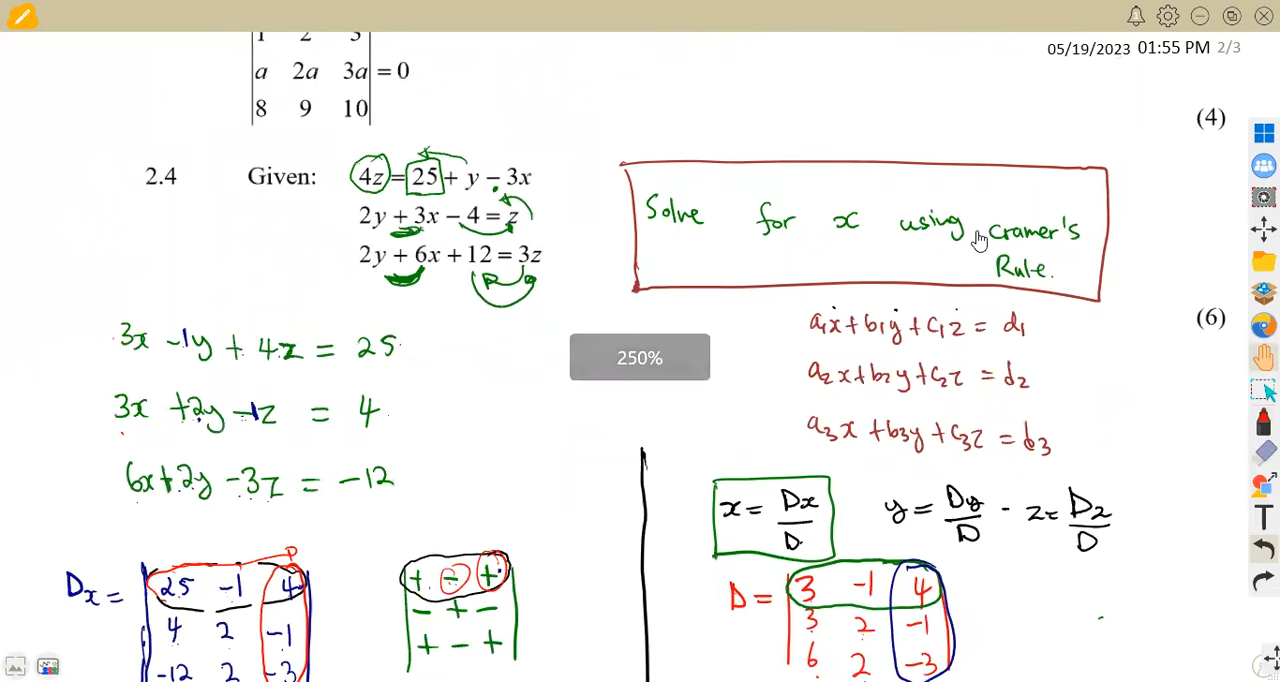 05/19/2023 01:55 PM 2/3
1 2 3
a 2a 3a = 0
8 9 10
(4)
2.4 Given: 4z = 25 + y - 3x
2y + 3x - 4 = z
2y + 6x + 12 = 3z
Solve for x using Cramer's
Rule.
(6)
a1x + b1y + c1z = d1
a2x + b2y + c2z = d2
a3x + b3y + c3z = d3
250%
3x - 1y + 4z = 25
3x + 2y - 1z = 4
6x + 2y - 3z = -12
x = Dx/D y = Dy/D - z = Dz/D
Dx = 25 -1 4
4 2 -1
-12 2 -3
+ - +
- + -
+ - +
D = 3 -1 4
3 2 -1
6 2 -3
T